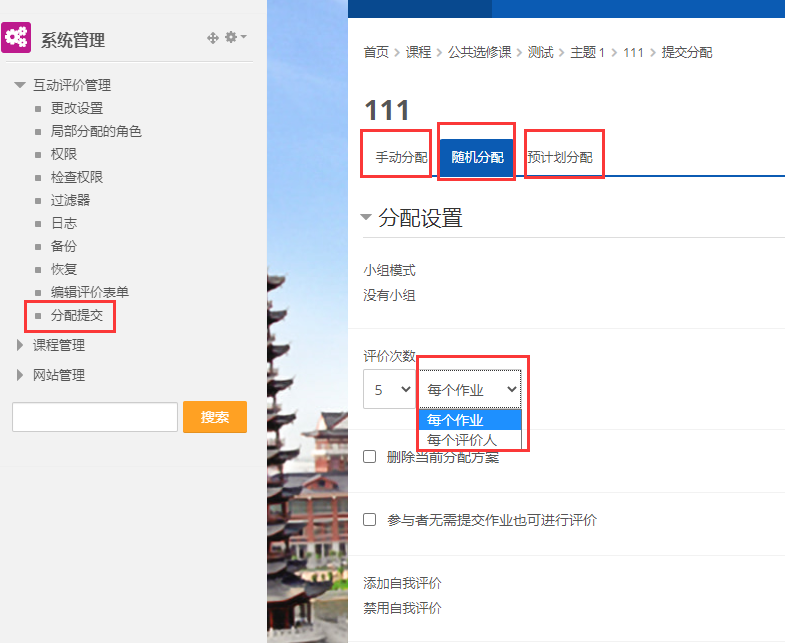 系统管理
互动评价管理
更改设置
局部分配的角色
权限
检查权限
过滤器
日志
备份
恢复
编辑评价表单
分配提交
课程管理
网站管理
搜索
首页 > 课程 > 公共选修课 > 测试 > 主题 1 > 111 > 提交分配
111
手动分配 随机分配 预计划分配
分配设置
小组模式
没有小组
评价次数
5 每个作业
每个作业
每个评价人
删除当前分配方案
参与者无需提交作业也可进行评价
添加自我评价
禁用自我评价